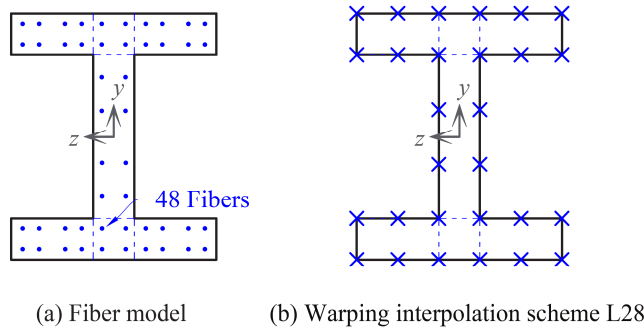 y
z
48 Fibers
y
z
(a) Fiber model
(b) Warping interpolation scheme L28